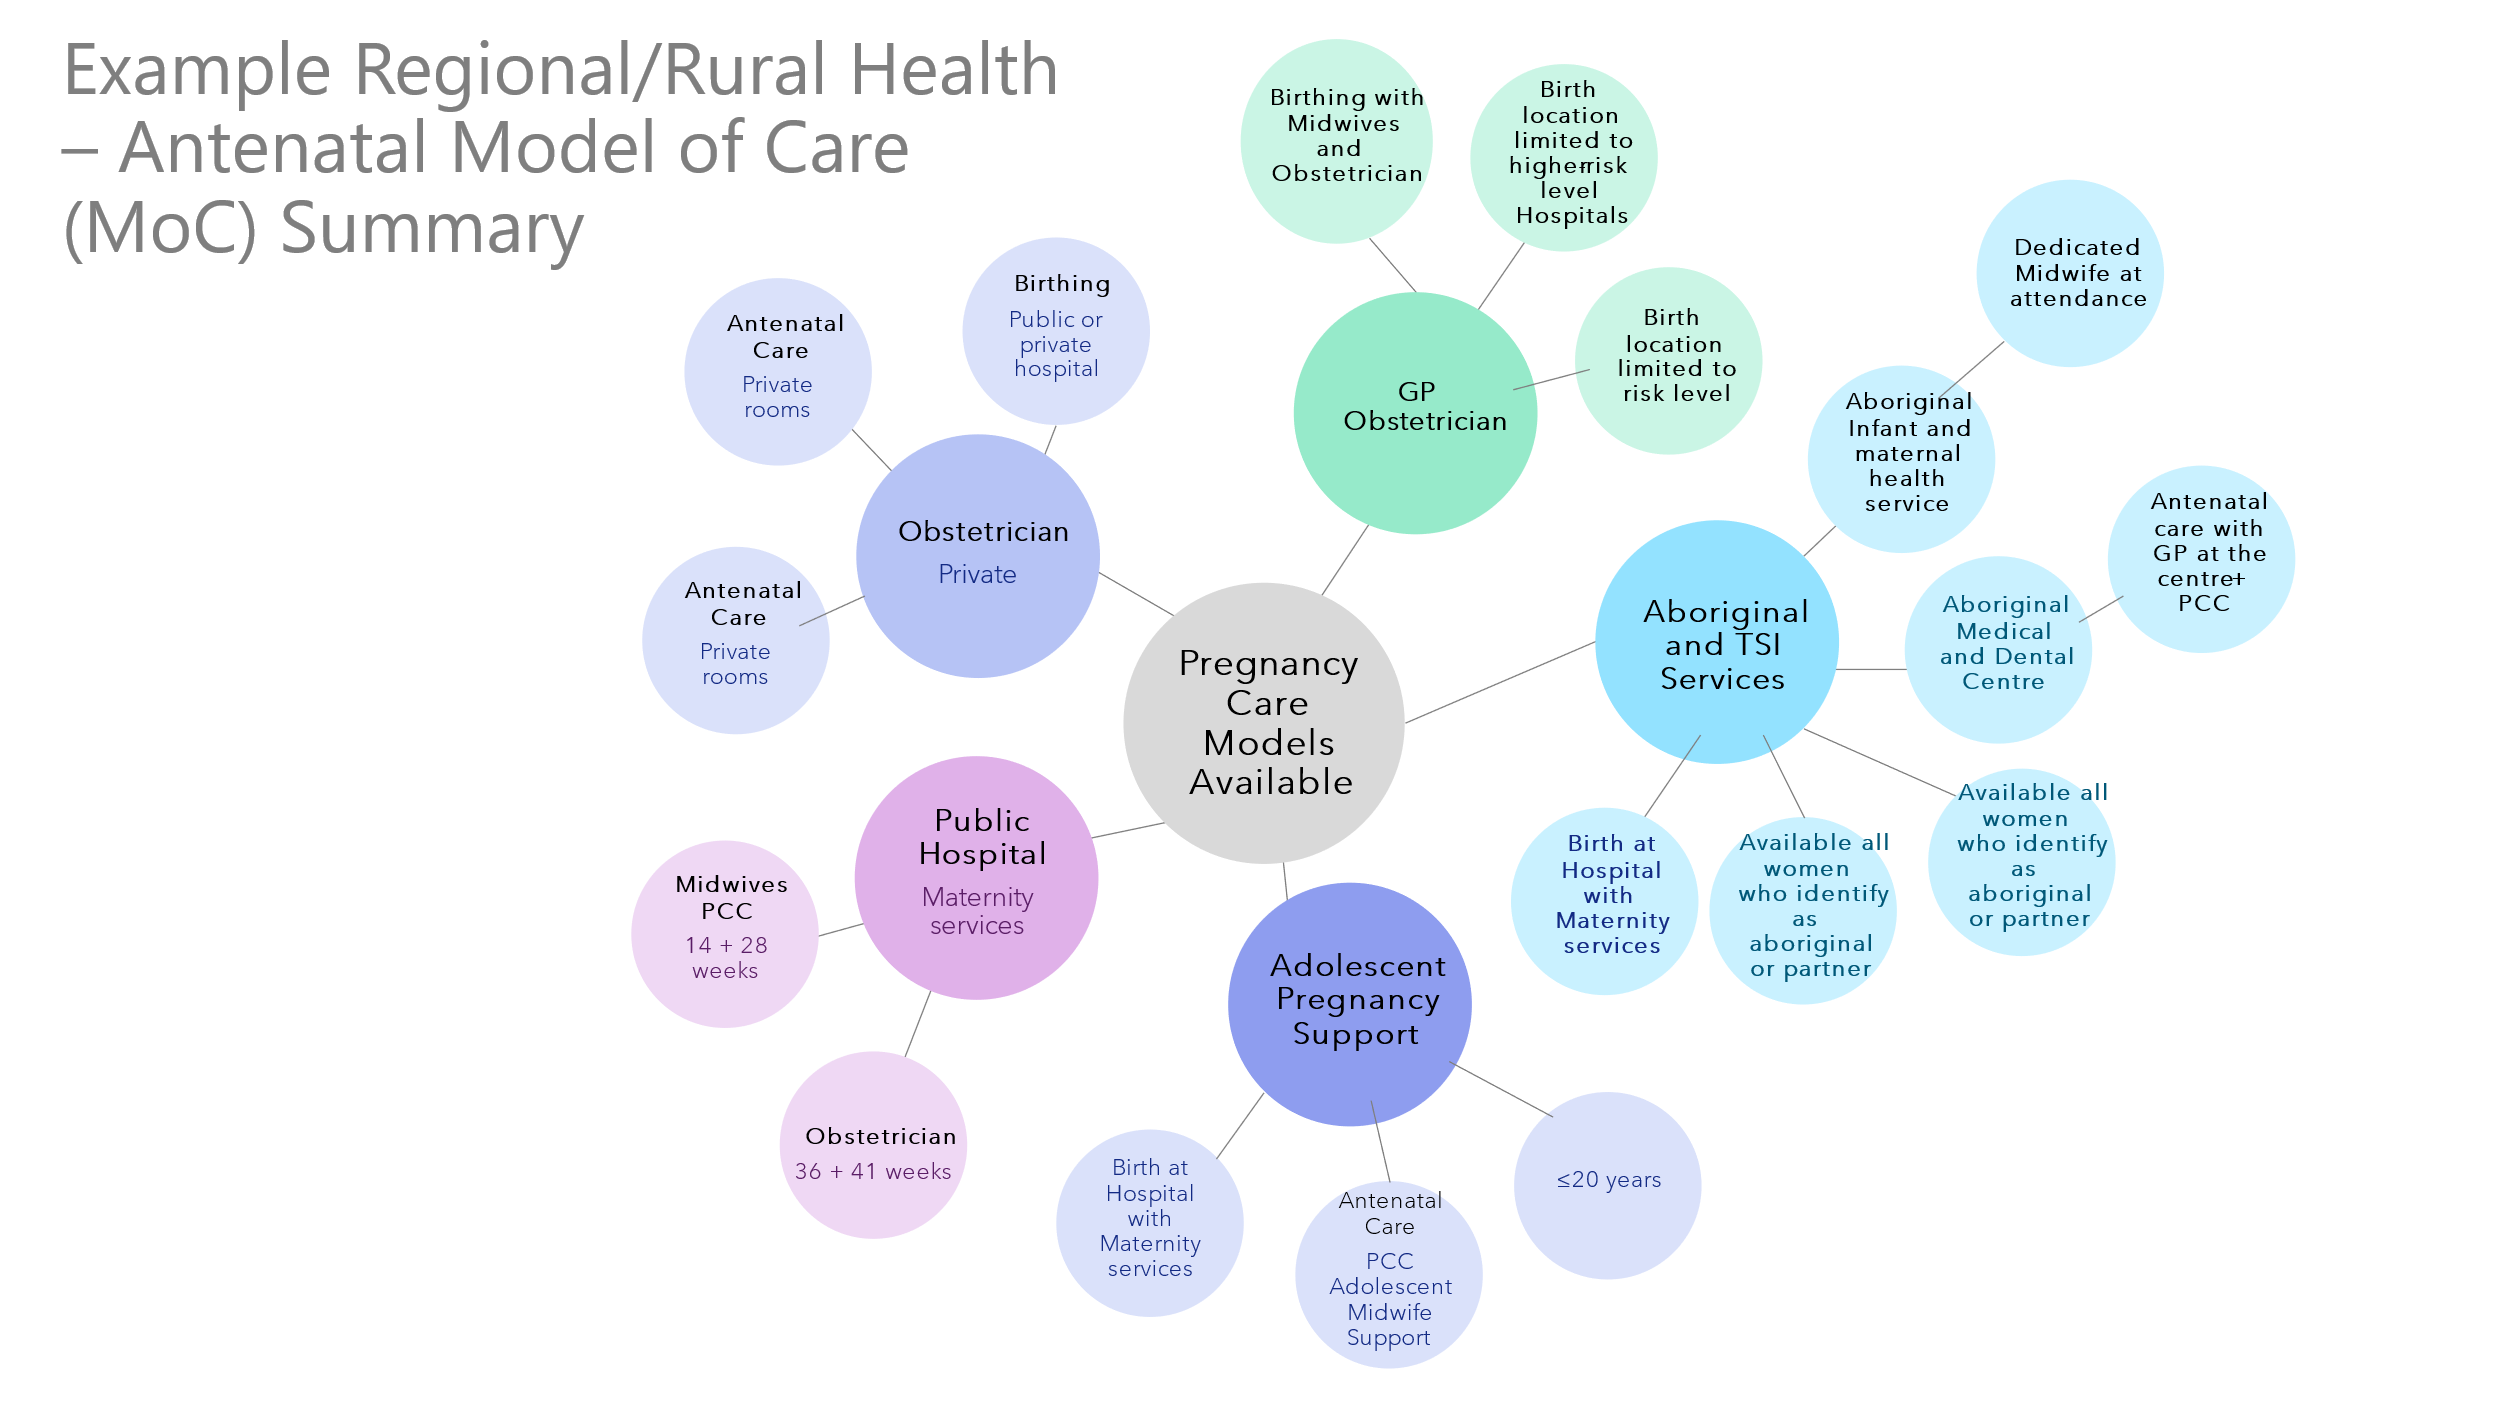 Example Regional/Rural Health
– Antenatal Model of Care
(MoC) Summary
Birthing with
Midwives
and
Obstetrician
Birth
location
limited to
higher-risk
level
Hospitals
Birth
location
limited to
risk level
GP
Obstetrician
Dedicated
Midwife at
attendance
Aboriginal
Infant and
maternal
health
service
Antenatal
care with
GP at the
centre+
PCC
Aboriginal
Medical
and Dental
Centre
Aboriginal
and TSI
Services
Available all
women
who identify
as
aboriginal
or partner
Available all
women
who identify
as
aboriginal
or partner
Birth at
Hospital
with
Maternity
services
Antenatal
Care
Private
rooms
Birthing
Public or
private
hospital
Obstetrician
Private
Antenatal
Care
Private
rooms
Pregnancy
Care
Models
Available
Public
Hospital
Maternity
services
Midwives
PCC
14 + 28
weeks
Obstetrician
36 + 41 weeks
Adolescent
Pregnancy
Support
Birth at
Hospital
with
Maternity
services
Antenatal
Care
PCC
Adolescent
Midwife
Support
≤20 years